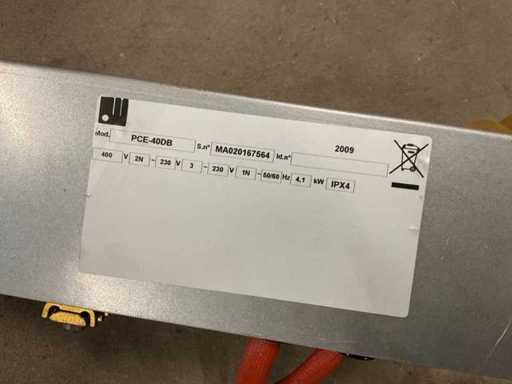 2009
Mod. PCE-40DB S.n° MA020167564 Id.n°
400 V 2N ~ 230 V 3 ~ 230 V 1N ~ 50/60 Hz 4,1 kW IPX4